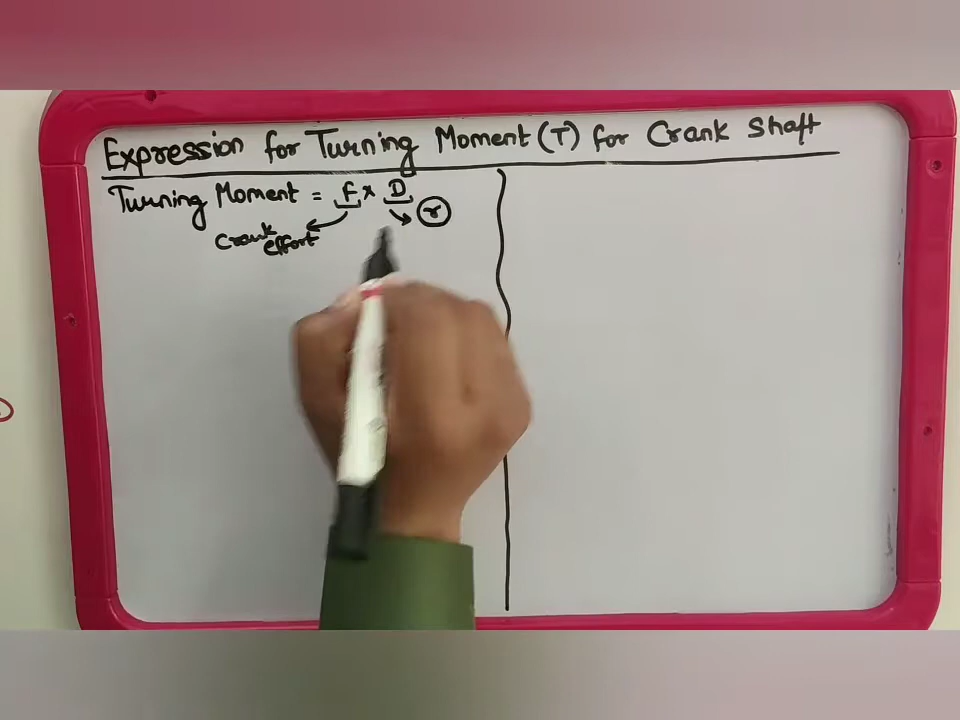 Expression for Turning Moment (T) for Crank Shaft
Turning Moment = F × D
Crank effort
r